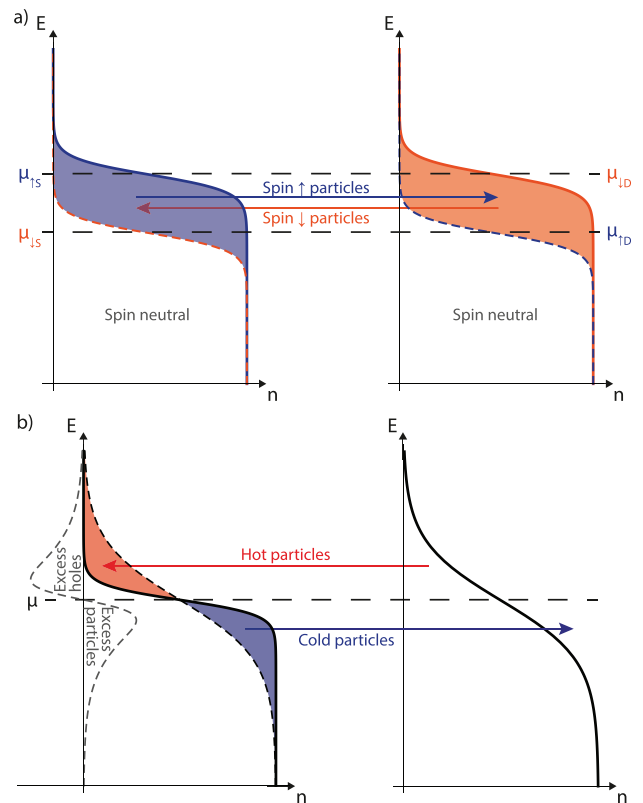 a)
E
E
μ↑S
μ↓D
Spin ↑ particles
Spin ↓ particles
μ↓S
μ↑D
Spin neutral
Spin neutral
n
n
b)
E
E
Hot particles
Excess
holes
μ
Excess
particles
Cold particles
n
n